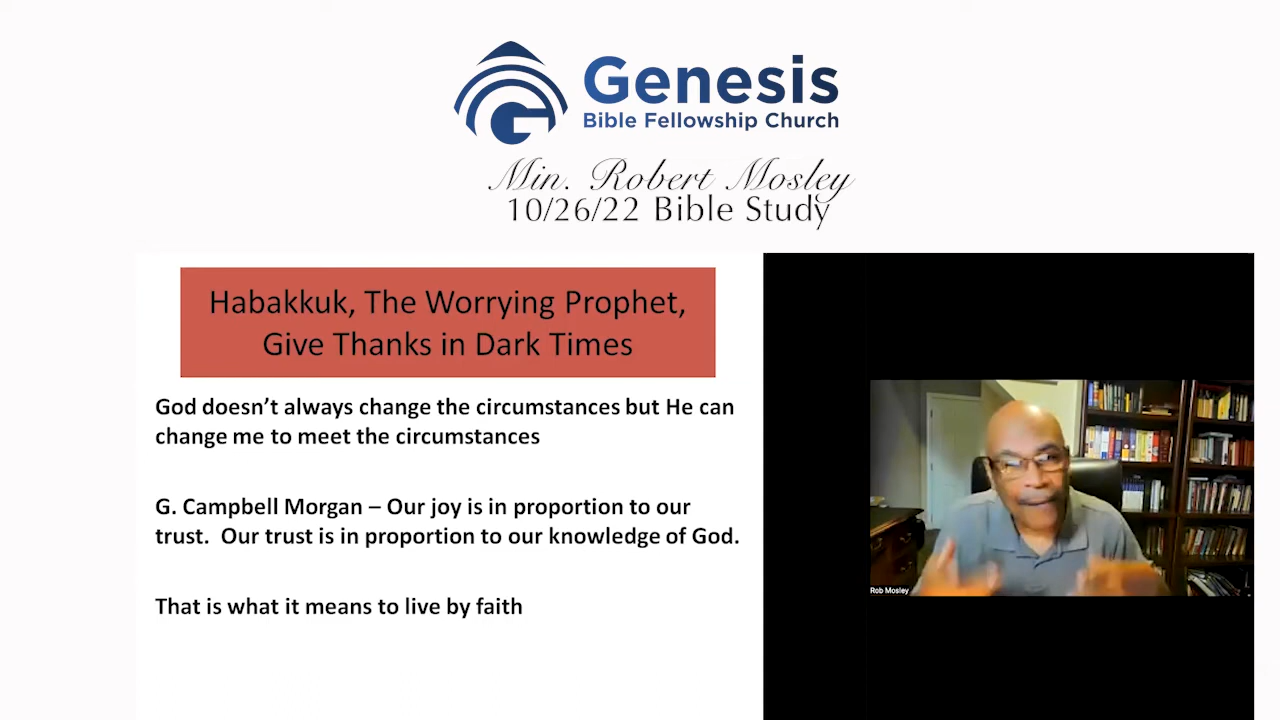 Genesis
Bible Fellowship Church
Min. Robert Mosley
10/26/22 Bible Study
Habakkuk, The Worrying Prophet,
Give Thanks in Dark Times
God doesn’t always change the circumstances but He can
change me to meet the circumstances
G. Campbell Morgan – Our joy is in proportion to our
trust.  Our trust is in proportion to our knowledge of God.
That is what it means to live by faith
Rob Mosley